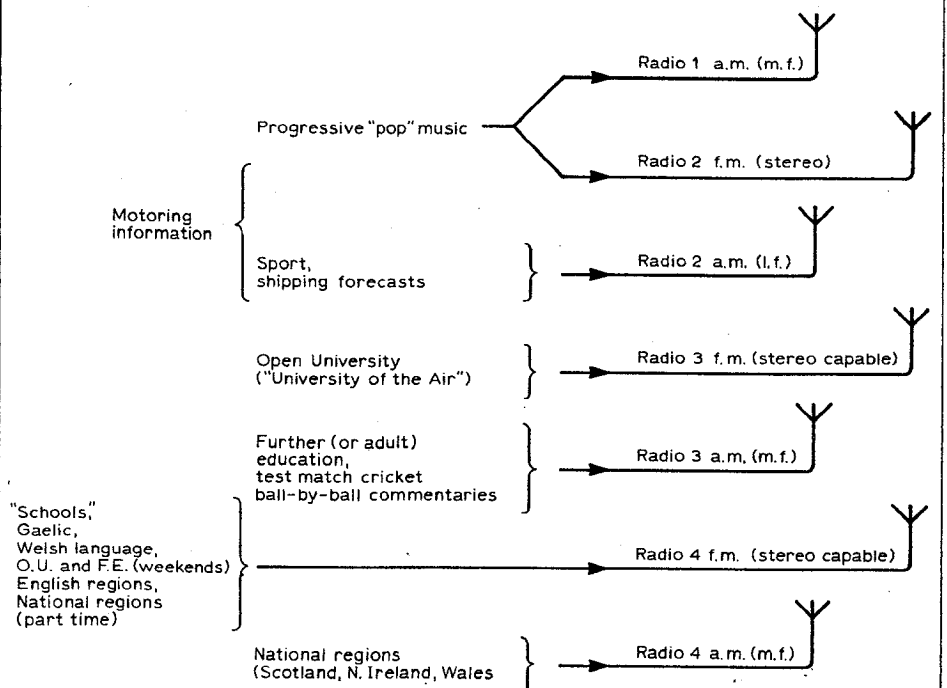 Radio 1 a.m. (m.f.)
Progressive "pop" music
Radio 2 f.m. (stereo)
Motoring
information
Sport,
shipping forecasts
Radio 2 a.m. (l.f.)
Open University
("University of the Air")
Radio 3 f.m. (stereo capable)
Further (or adult)
education,
test match cricket
ball-by-ball commentaries
Radio 3 a.m. (m.f.)
"Schools,"
Gaelic,
Welsh language,
O.U. and F.E. (weekends)
English regions,
National regions
(part time)
Radio 4 f.m. (stereo capable)
National regions
(Scotland, N. Ireland, Wales
Radio 4 a.m. (m.f.)